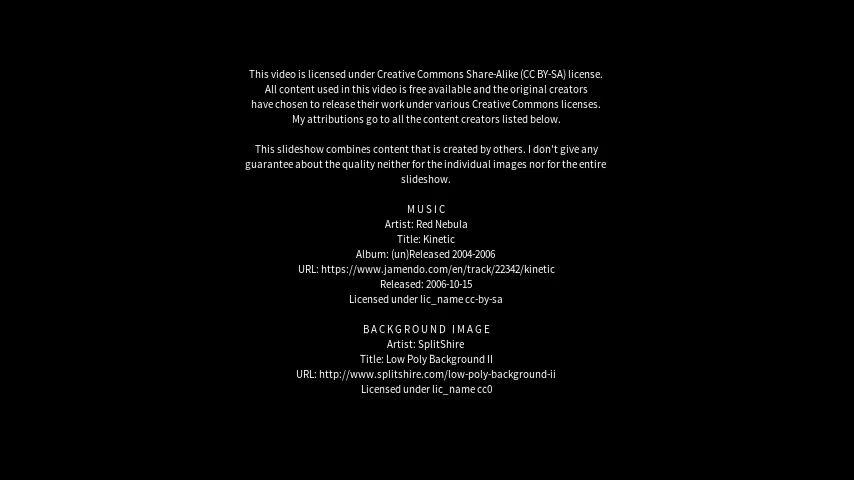 This video is licensed under Creative Commons Share-Alike (CC BY-SA) license.
All content used in this video is free available and the original creators
have chosen to release their work under various Creative Commons licenses.
My attributions go to all the content creators listed below.
This slideshow combines content that is created by others. I don't give any
guarantee about the quality neither for the individual images nor for the entire
slideshow.
MUSIC
Artist: Red Nebula
Title: Kinetic
Album: (un)Released 2004-2006
URL: https://www.jamendo.com/en/track/22342/kinetic
Released: 2006-10-15
Licensed under lic_name cc-by-sa
BACKGROUND IMAGE
Artist: SplitShire
Title: Low Poly Background II
URL: http://www.splitshire.com/low-poly-background-ii
Licensed under lic_name cc0